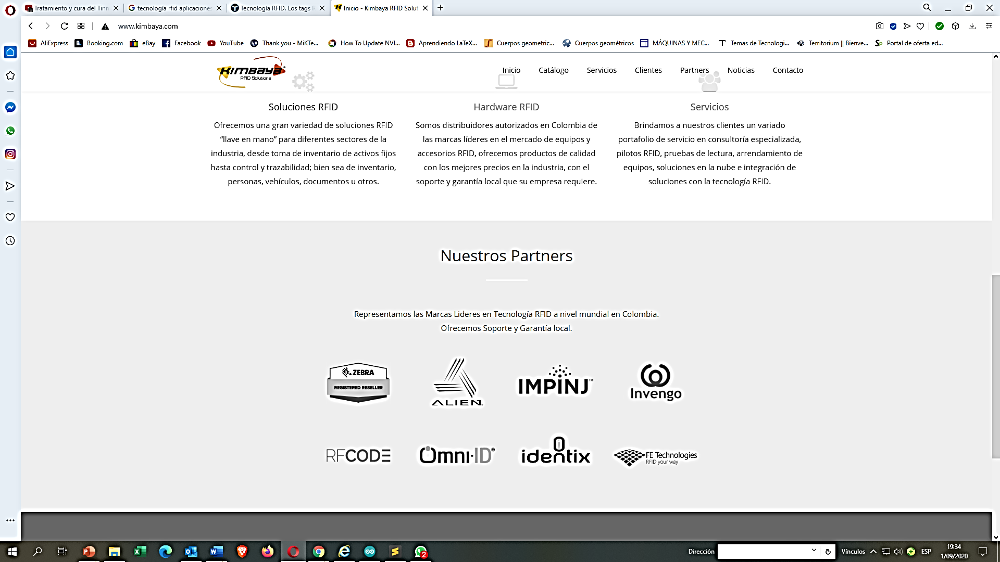 Tratamiento y cura del Tinn
tecnología rfid aplicaciones
Tecnología RFID. Los tags R
Inicio - Kimbaya RFID Solut
www.kimbaya.com
AliExpress
Booking.com
eBay
Facebook
YouTube
Thank you - MiKTe...
How To Update NVI...
Aprendiendo LaTeX...
Cuerpos geometric...
Cuerpos geométricos
MÁQUINAS Y MEC...
Temas de Tecnologi...
Territorium || Bienve...
Portal de oferta ed...
Kimbaya
RFID Solutions
Inicio
Catálogo
Servicios
Clientes
Partners
Noticias
Contacto
Soluciones RFID
Ofrecemos una gran variedad de soluciones RFID
“llave en mano” para diferentes sectores de la
industria, desde toma de inventario de activos fijos
hasta control y trazabilidad; bien sea de inventario,
personas, vehículos, documentos u otros.
Hardware RFID
Somos distribuidores autorizados en Colombia de
las marcas líderes en el mercado de equipos y
accesorios RFID, ofrecemos productos de calidad
con los mejores precios en la industria, con el
soporte y garantía local que su empresa requiere.
Servicios
Brindamos a nuestros clientes un variado
portafolio de servicio en consultoría especializada,
pilotos RFID, pruebas de lectura, arrendamiento de
equipos, soluciones en la nube e integración de
soluciones con la tecnología RFID.
Nuestros Partners
Representamos las Marcas Lideres en Tecnología RFID a nivel mundial en Colombia.
Ofrecemos Soporte y Garantía local.
ZEBRA
REGISTERED RESELLER
ALIEN
IMPINJ™
Invengo
RFCODE
Omni-ID®
identix
FE Technologies
RFID your way
Dirección
Vínculos
ESP
19:34
1/09/2020
2